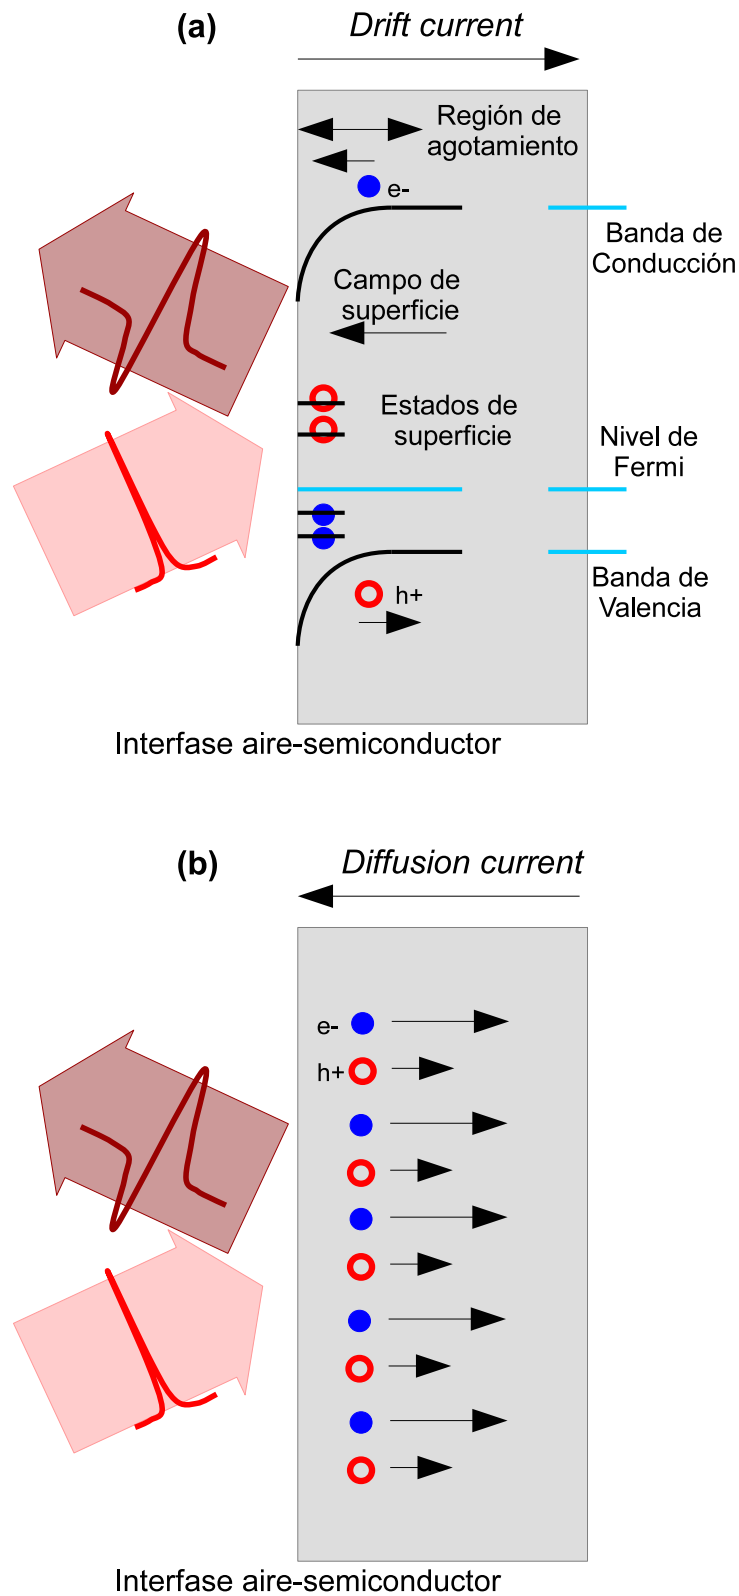 (a)
Drift current
Región de
agotamiento
e-
Banda de
Conducción
Campo de
superficie
Estados de
superficie
Nivel de
Fermi
Banda de
Valencia
h+
Interfase aire-semiconductor
(b)
Diffusion current
e-
h+
Interfase aire-semiconductor